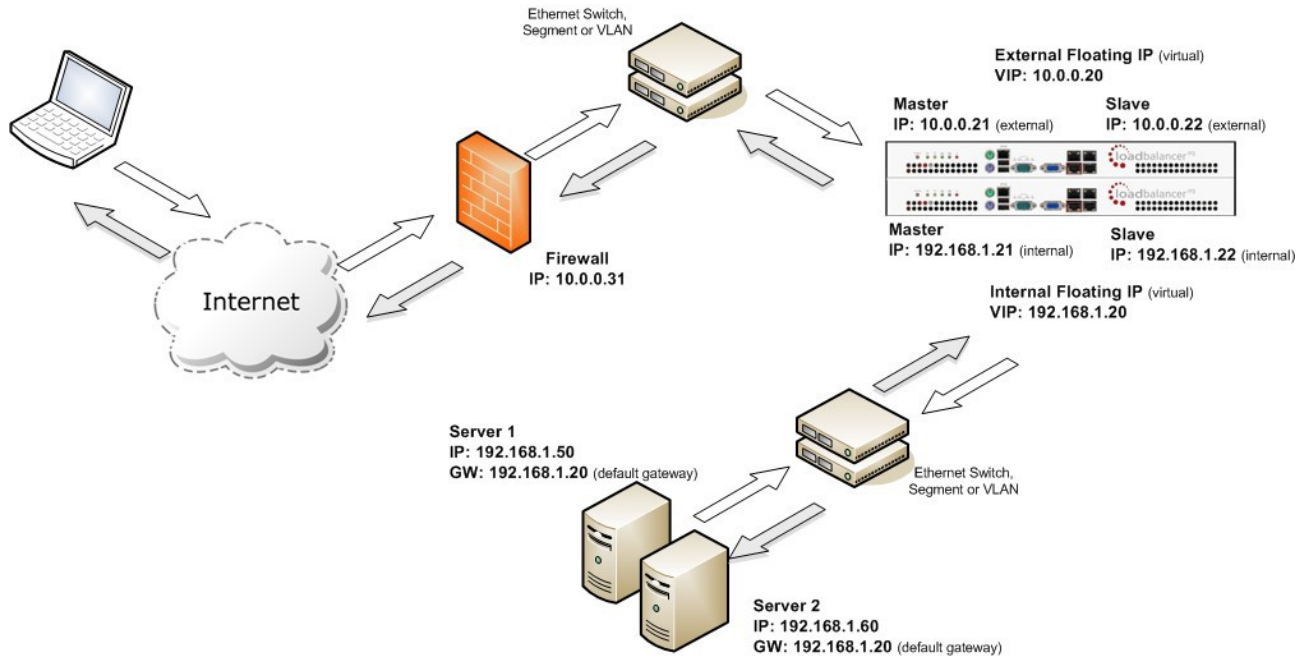 Ethernet Switch,
Segment or VLAN
External Floating IP (virtual)
VIP: 10.0.0.20
Master
IP: 10.0.0.21 (external)
Slave
IP: 10.0.0.22 (external)
loadbalancer.org
loadbalancer.org
Master
IP: 192.168.1.21 (internal)
Slave
IP: 192.168.1.22 (internal)
Firewall
IP: 10.0.0.31
Internet
Internal Floating IP (virtual)
VIP: 192.168.1.20
Server 1
IP: 192.168.1.50
GW: 192.168.1.20 (default gateway)
Ethernet Switch,
Segment or VLAN
Server 2
IP: 192.168.1.60
GW: 192.168.1.20 (default gateway)